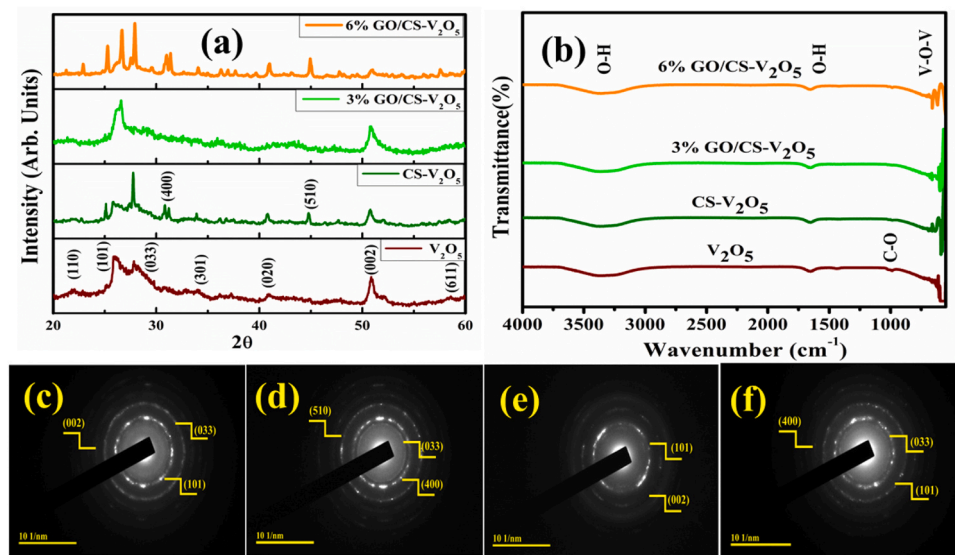 (a)
6% GO/CS-V₂O₅
3% GO/CS-V₂O₅
CS-V₂O₅
(400)
(510)
V₂O₅
(110)
(101)
(033)
(301)
(020)
(002)
(611)
Intensity (Arb. Units)
20 30 40 50 60
2θ
(b)
O-H
O-H
V-O-V
6% GO/CS-V₂O₅
3% GO/CS-V₂O₅
CS-V₂O₅
C-O
V₂O₅
Transmittance(%)
4000 3500 3000 2500 2000 1500 1000
Wavenumber (cm⁻¹)
(c)
(002)
(033)
(101)
10 1/nm
(d)
(510)
(033)
(400)
10 1/nm
(e)
(101)
(002)
10 1/nm
(f)
(400)
(033)
(101)
10 1/nm